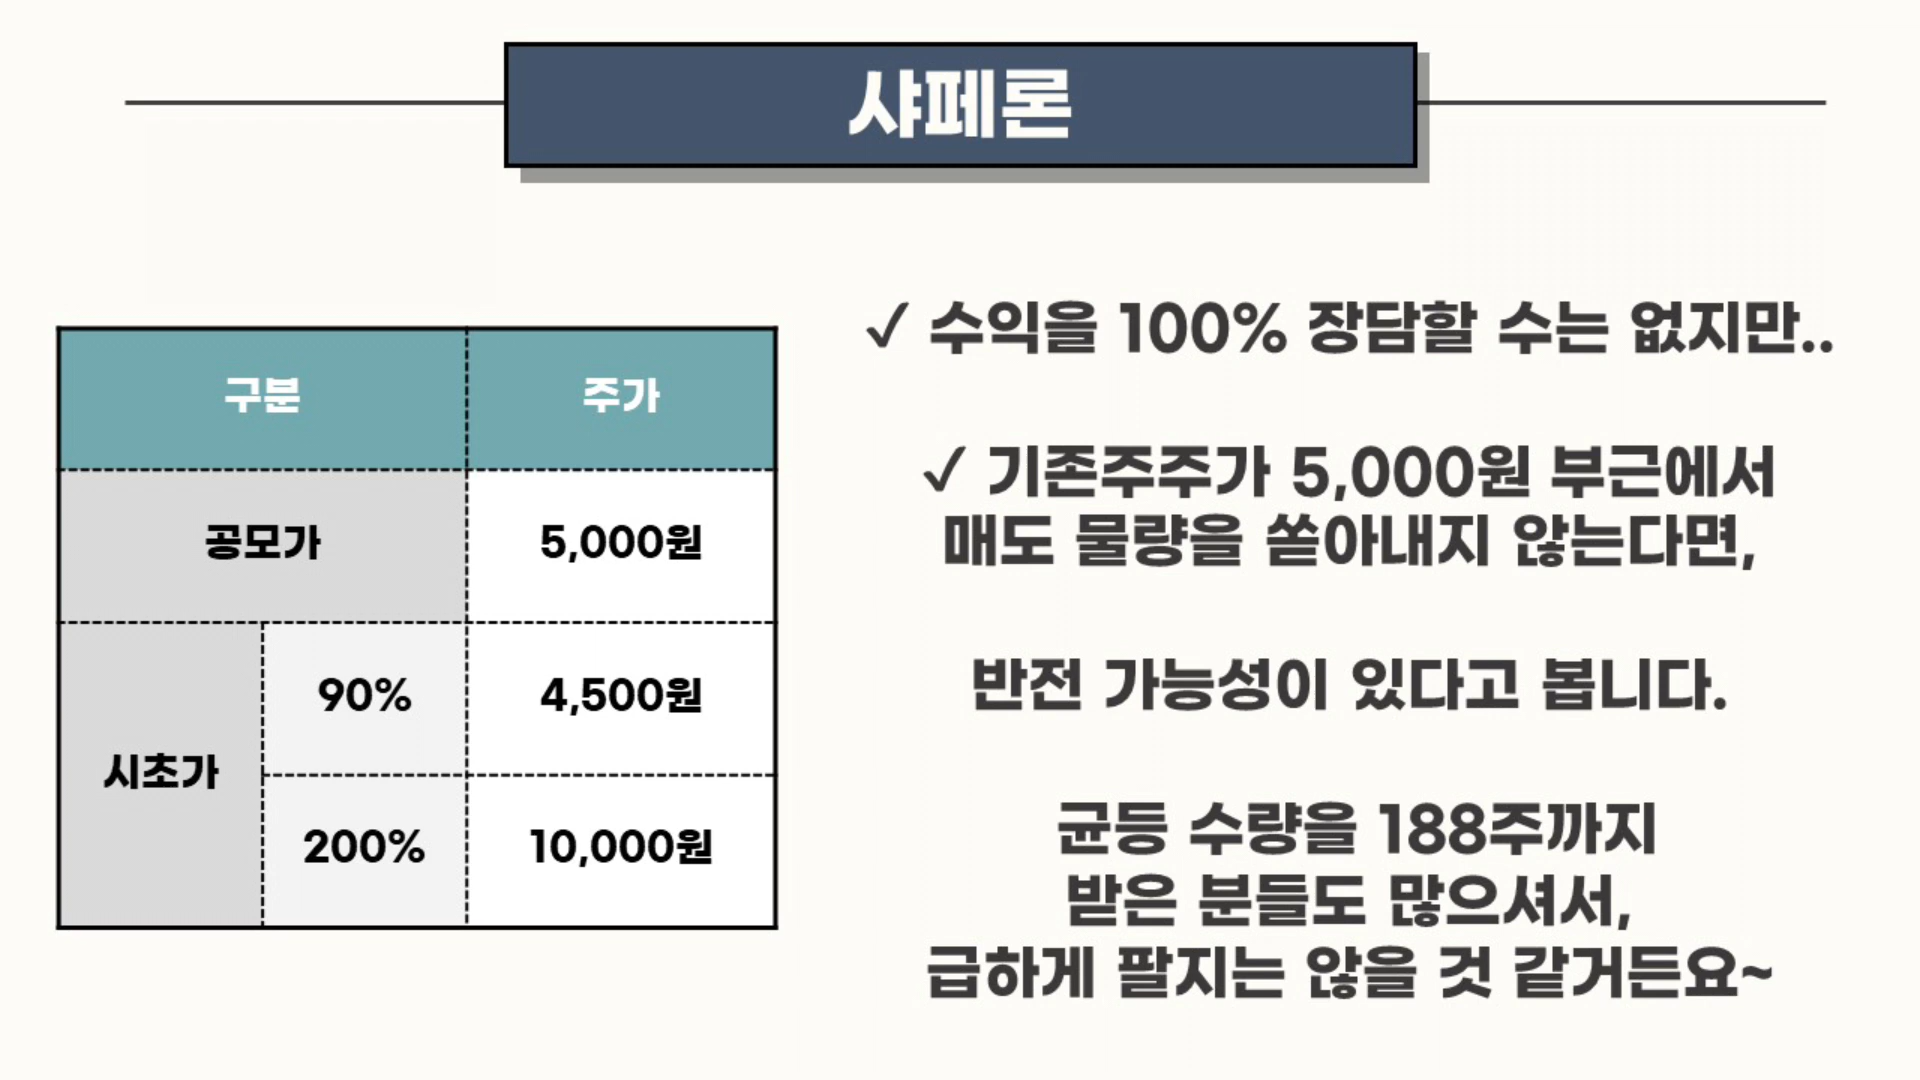 샤페론
구분 주가
공모가 5,000원
시초가 90% 4,500원
200% 10,000원
✓ 수익을 100% 장담할 수는 없지만..
✓ 기존주주가 5,000원 부근에서
매도 물량을 쏟아내지 않는다면,
반전 가능성이 있다고 봅니다.
균등 수량을 188주까지
받은 분들도 많으셔서,
급하게 팔지는 않을 것 같거든요~